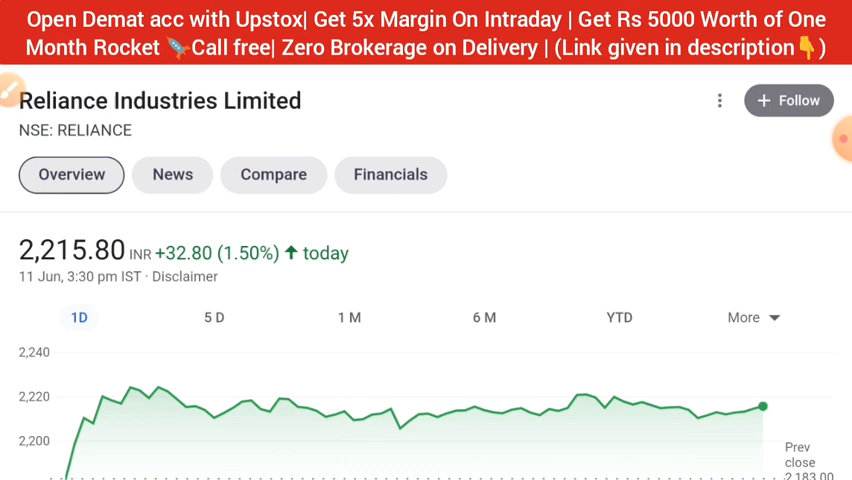 Open Demat acc with Upstox| Get 5x Margin On Intraday | Get Rs 5000 Worth of One
Month Rocket 🚀Call free| Zero Brokerage on Delivery | (Link given in description👇)
Reliance Industries Limited
+ Follow
NSE: RELIANCE
Overview News Compare Financials
2,215.80 INR +32.80 (1.50%) ↑ today
11 Jun, 3:30 pm IST · Disclaimer
1D 5 D 1 M 6 M YTD More
2,240
2,220
2,200
Prev
close
2,183.00